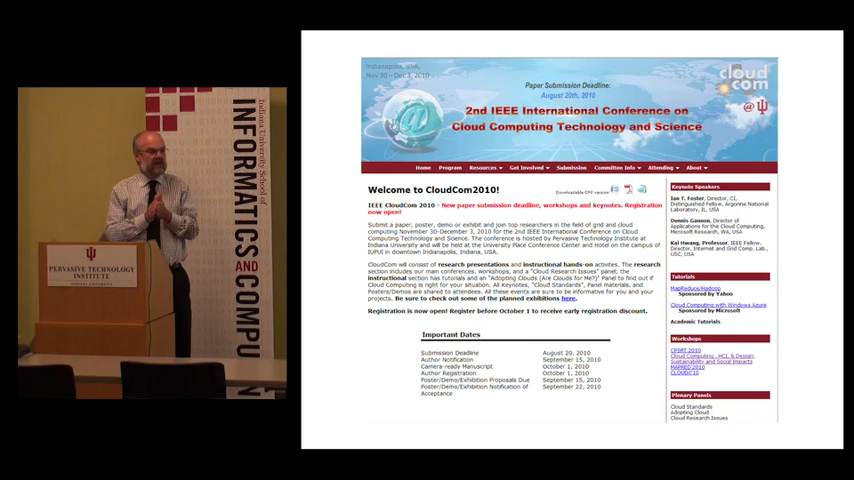 Indiana University School of
INFORMATICS AND COMPUTIN
PERVASIVE TECHNOLOGY
INSTITUTE
INDIANA UNIVERSITY
Indianapolis, USA,
Nov 30 - Dec 3, 2010
Paper Submission Deadline:
August 20th, 2010
2nd IEEE International Conference on
Cloud Computing Technology and Science
cloud
com
@
Home Program Resources Get Involved Submission Committee Info Attending About
Welcome to CloudCom2010!
Downloadable CFP version
IEEE CloudCom 2010 - New paper submission deadline, workshops and keynotes. Registration
now open!
Submit a paper, poster, demo or exhibit and join top researchers in the field of grid and cloud
computing November 30-December 3, 2010 for the 2nd IEEE International Conference on Cloud
Computing Technology and Science. The conference is hosted by Pervasive Technology Institute at
Indiana University and will be held at the University Place Conference Center and Hotel on the campus of
IUPUI in downtown Indianapolis, Indiana, USA.
CloudCom will consist of research presentations and instructional hands-on activites. The research
section includes our main conferences, workshops, and a "Cloud Research Issues" panel; the
instructional section has tutorials and an "Adopting Clouds (Are Clouds for Me?)" Panel to find out if
Cloud Computing is right for your situation. All Keynotes, "Cloud Standards", Panel materials, and
Posters/Demos are shared to attendees. All these events are sure to be informative for you and your
projects. Be sure to check out some of the planned exhibitions here.
Registration is now open! Register before October 1 to receive early registration discount.
Important Dates
Submission Deadline August 20, 2010
Author Notification September 15, 2010
Camera-ready Manuscript October 1, 2010
Author Registration October 1, 2010
Poster/Demo/Exhibition Proposals Due September 15, 2010
Poster/Demo/Exhibition Notification of September 22, 2010
Acceptance
Keynote Speakers
Ian T. Foster, Director, CI,
Distinguished Fellow, Argonne National
Laboratory, IL, USA
Dennis Gannon, Director of
Applications for the Cloud Computing,
Microsoft Research, WA, USA
Kai Hwang, Professor, IEEE Fellow,
Director, Internet and Grid Comp. Lab.,
USC, USA
Tutorials
MapReduce/Hadoop
Sponsored by Yahoo
Cloud Computing with Windows Azure
Sponsored by Microsoft
Academic Tutorials
Workshops
CPSRT 2010
Cloud Computing, HCI, & Design:
Sustainability and Social Impacts
MAPRED'2010
CLOUD'10
Plenary Panels
Cloud Standards
Adopting Cloud
Cloud Research Issues